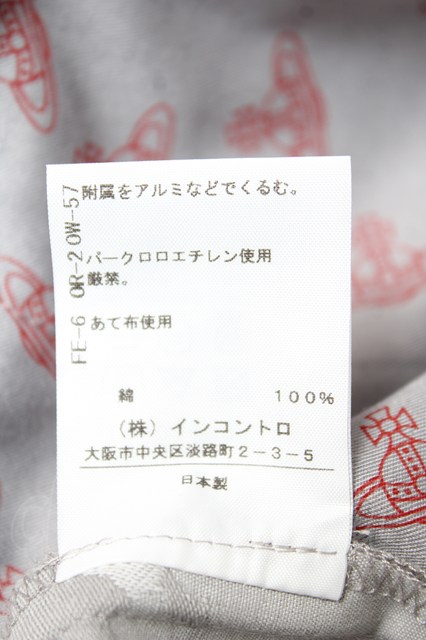 附属をアルミなどでくるむ。
パークロロエチレン使用
厳禁。
あて布使用
綿 100%
（株）インコントロ
大阪市中央区淡路町2-3-5
日本製
FE-6 OR-2 OW-57